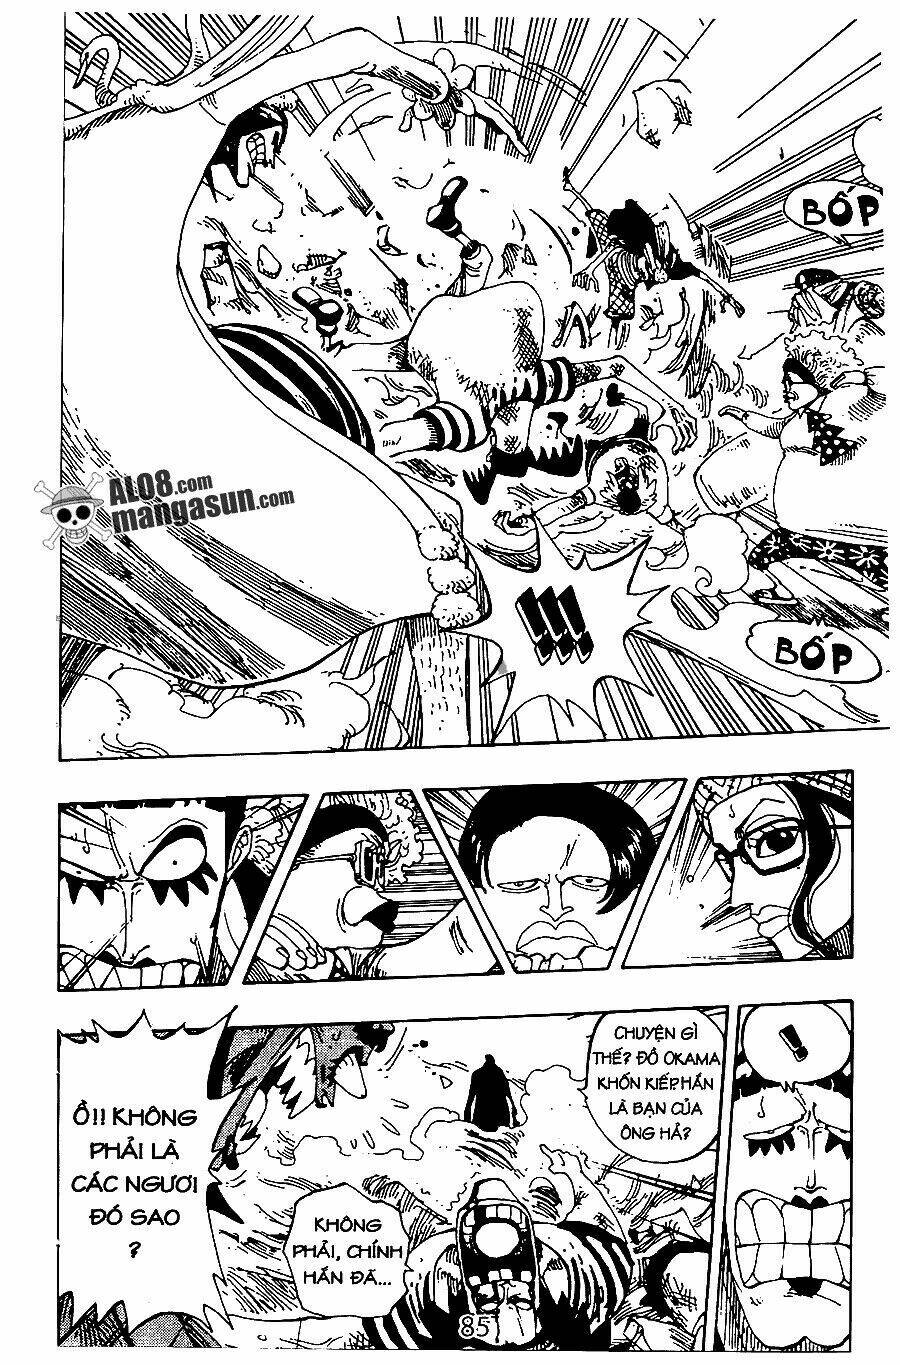 BỐP
ALO8.com
mangasun.com
!!!
BỐP
!
CHUYỆN GÌ
THẾ? ĐỒ OKAMA
KHỐN KIẾP.HẮN
LÀ BẠN CỦA
ÔNG HẢ?
KHÔNG
PHẢI, CHÍNH
HẮN ĐÃ...
Ồ!! KHÔNG
PHẢI LÀ
CÁC NGƯƠI
ĐÓ SAO
?
85